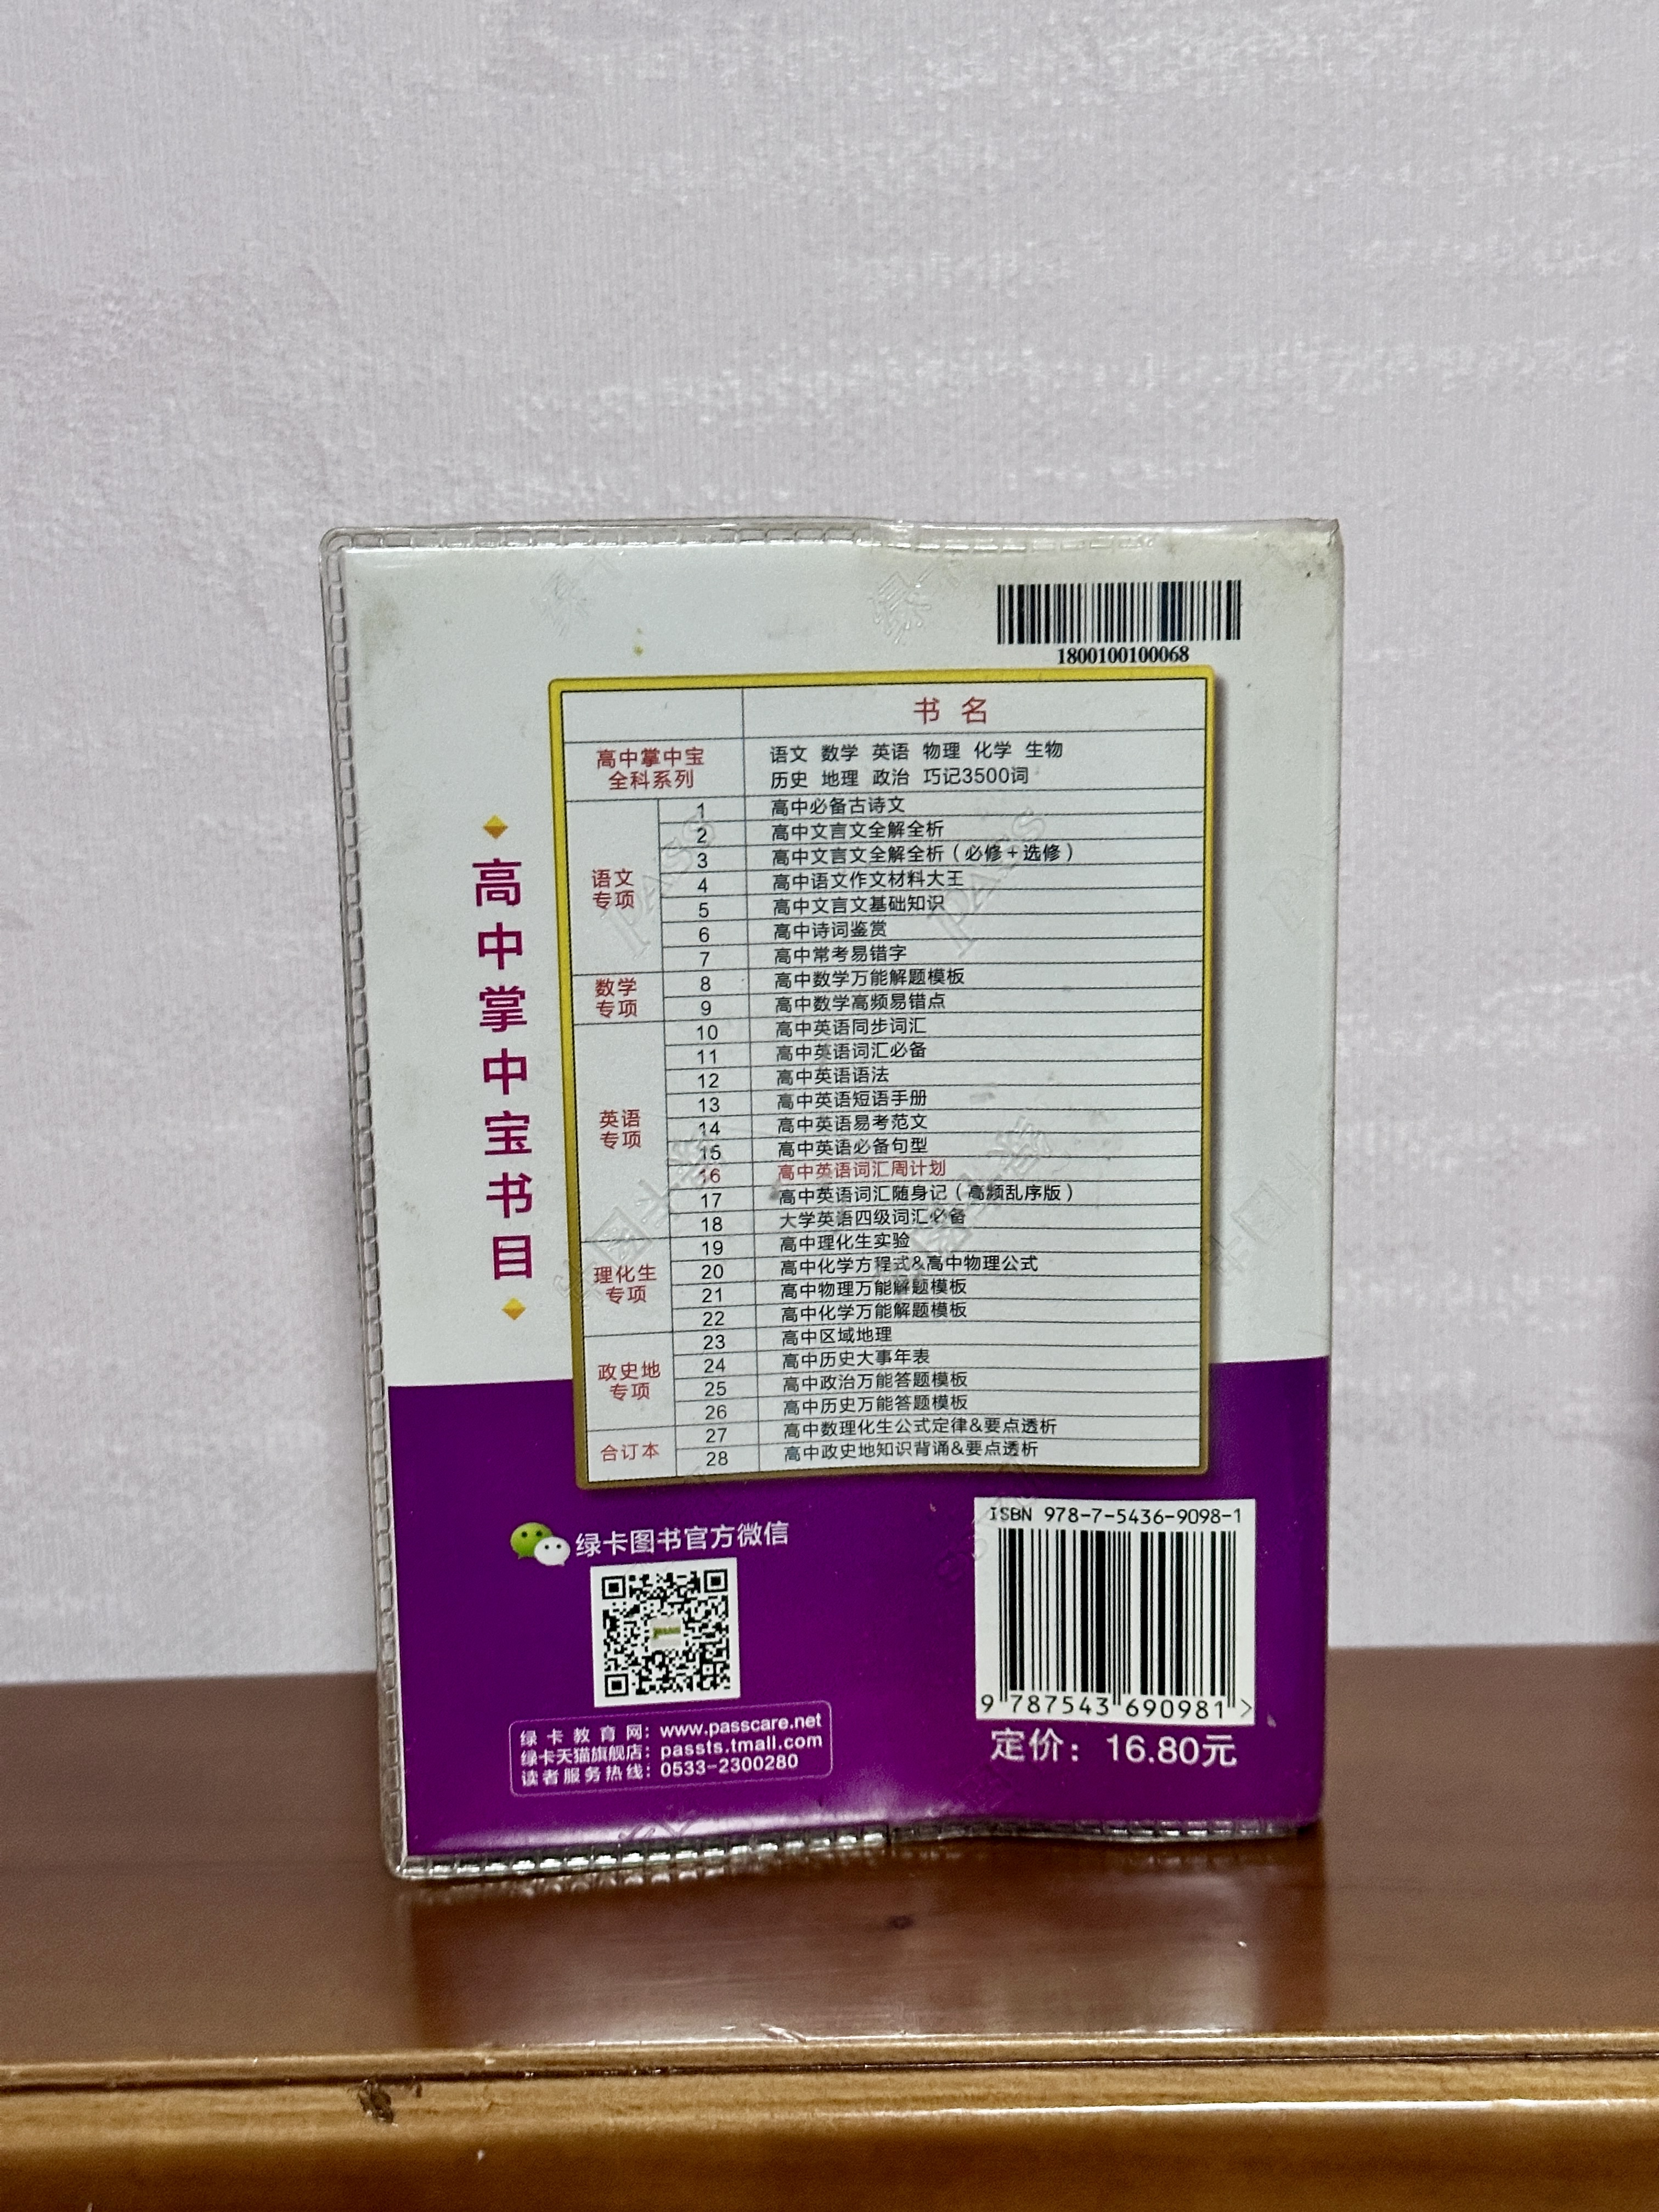 1800100100068
高中掌中宝书目
书名
高中掌中宝
全科系列
语文 数学 英语 物理 化学 生物
历史 地理 政治 巧记3500词
语文
专项
1 高中必备古诗文
2 高中文言文全解全析
3 高中文言文全解全析（必修+选修）
4 高中语文作文材料大王
5 高中文言文基础知识
6 高中诗词鉴赏
7 高中常考易错字
数学
专项
8 高中数学万能解题模板
9 高中数学高频易错点
英语
专项
10 高中英语同步词汇
11 高中英语词汇必备
12 高中英语语法
13 高中英语短语手册
14 高中英语易考范文
15 高中英语必备句型
16 高中英语词汇周计划
17 高中英语词汇随身记（高频乱序版）
18 大学英语四级词汇必备
理化生
专项
19 高中理化生实验
20 高中化学方程式&高中物理公式
21 高中物理万能解题模板
22 高中化学万能解题模板
政史地
专项
23 高中区域地理
24 高中历史大事年表
25 高中政治万能答题模板
26 高中历史万能答题模板
合订本
27 高中数理化生公式定律&要点透析
28 高中政史地知识背诵&要点透析
绿卡图书官方微信
绿卡教育网：www.passcare.net
绿卡天猫旗舰店：passts.tmall.com
读者服务热线：0533-2300280
ISBN 978-7-5436-9098-1
9 787543 690981 >
定价：16.80元